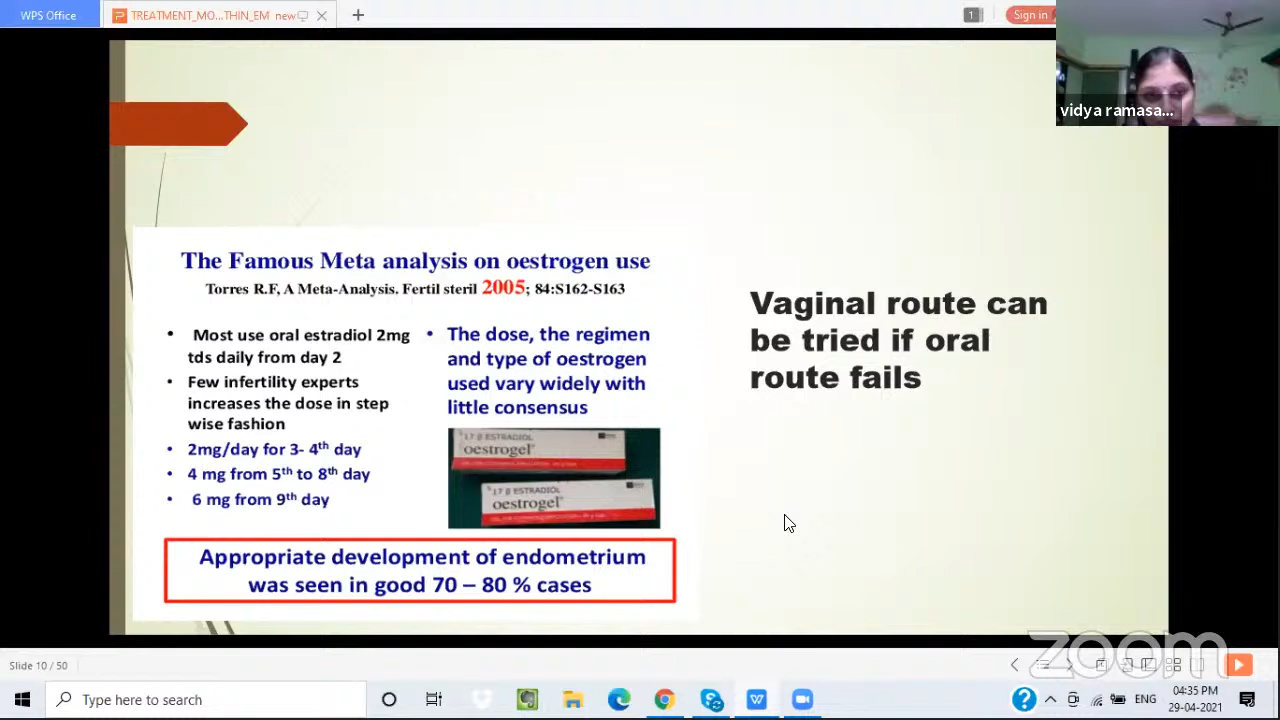 WPS Office
TREATMENT_MO...THIN_EM new
1
Sign in
vidya ramasa...
The Famous Meta analysis on oestrogen use
Torres R.F, A Meta-Analysis. Fertil steril 2005; 84:S162-S163
• Most use oral estradiol 2mg
tds daily from day 2
• Few infertility experts
increases the dose in step
wise fashion
• 2mg/day for 3- 4th day
• 4 mg from 5th to 8th day
• 6 mg from 9th day
• The dose, the regimen
and type of oestrogen
used vary widely with
little consensus
17 β ESTRADIOL
oestrogel
17 β ESTRADIOL
oestrogel
Appropriate development of endometrium
was seen in good 70 – 80 % cases
Vaginal route can
be tried if oral
route fails
zoom
Slide 10 / 50
Type here to search
ENG
04:35 PM
29-04-2021